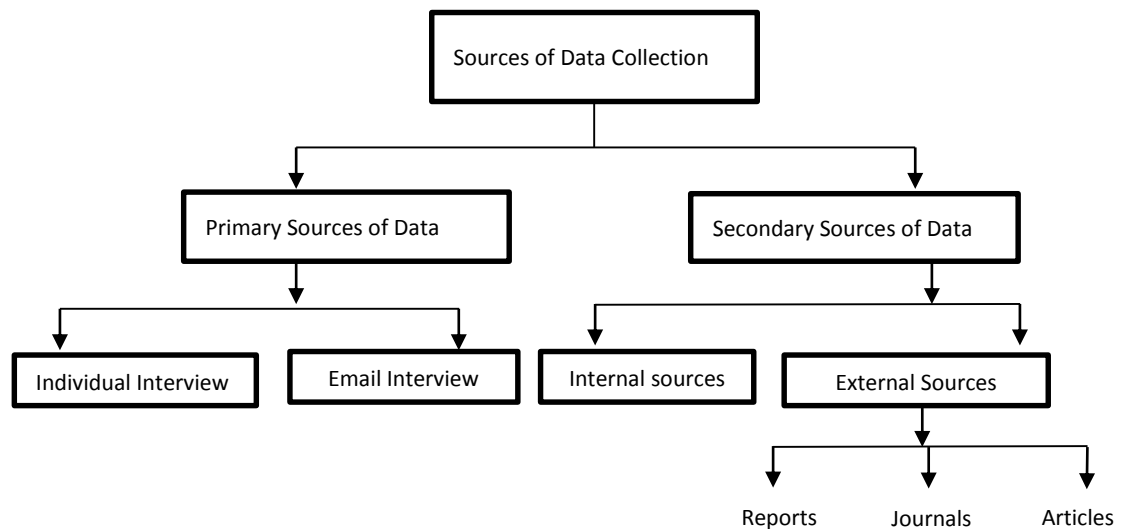 Sources of Data Collection
Primary Sources of Data
Secondary Sources of Data
Individual Interview
Email Interview
Internal sources
External Sources
Reports
Journals
Articles